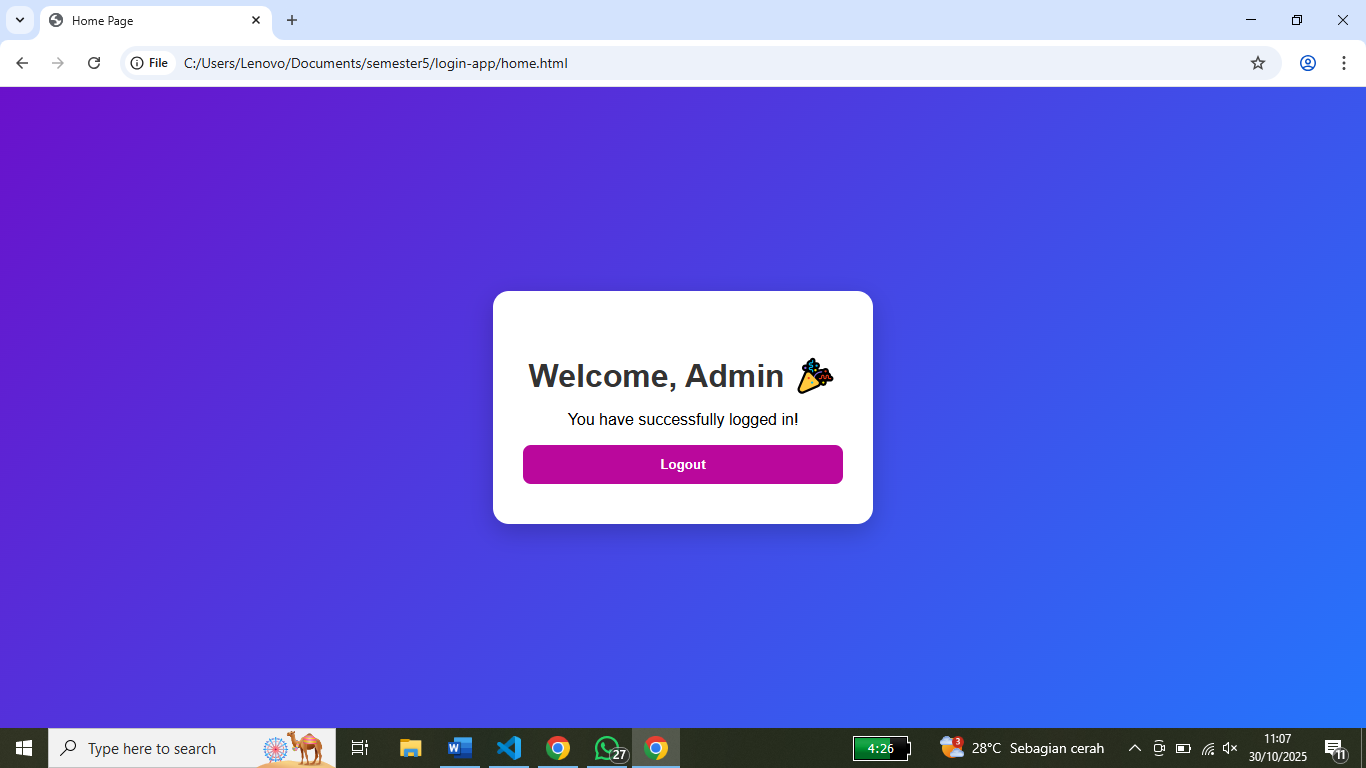 Home Page
File
C:/Users/Lenovo/Documents/semester5/login-app/home.html
Welcome, Admin 🎉
You have successfully logged in!
Logout
Type here to search
W
27
4:26
3
28°C Sebagian cerah
11:07
30/10/2025
11